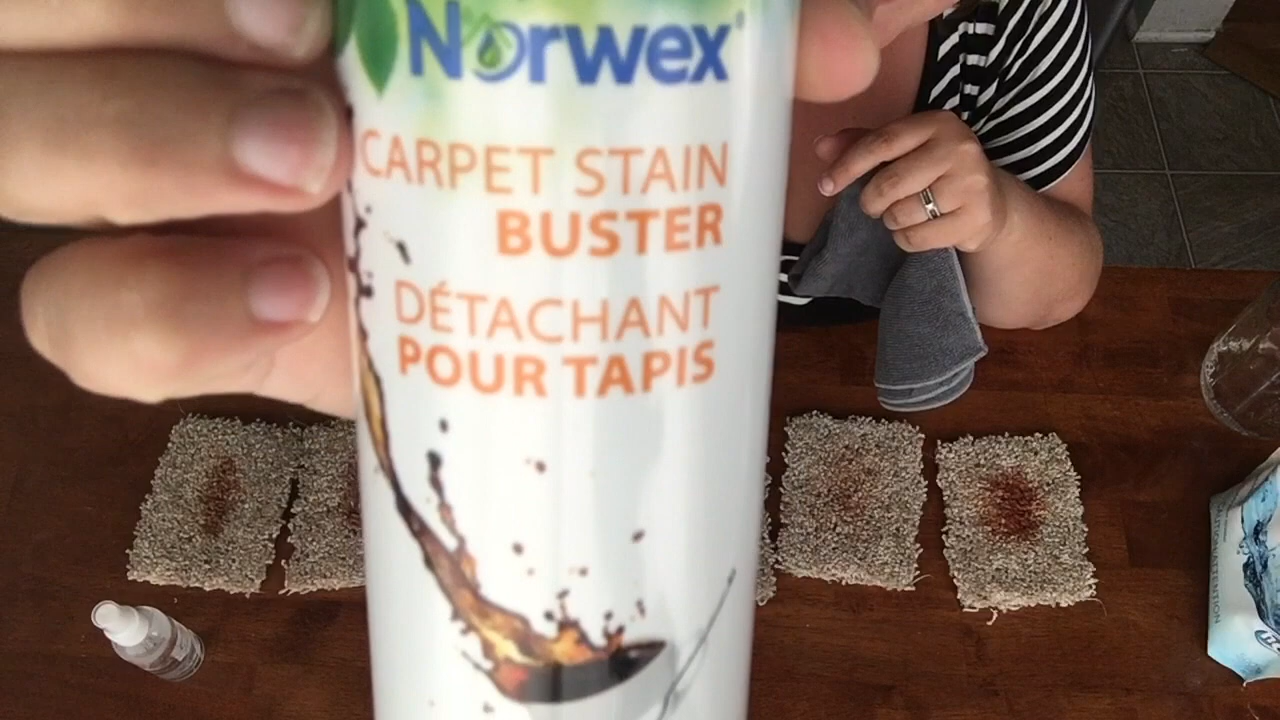 Norwex
CARPET STAIN
BUSTER
DÉTACHANT
POUR TAPIS